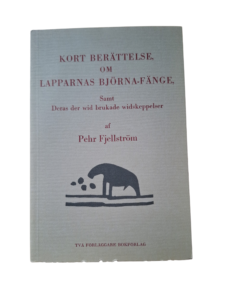 KORT BERÄTTELSE,
OM
LAPPARNAS BJÖRNA-FÄNGE,
Samt
Deras der wid brukade widskeppelser
af
Pehr Fjellström